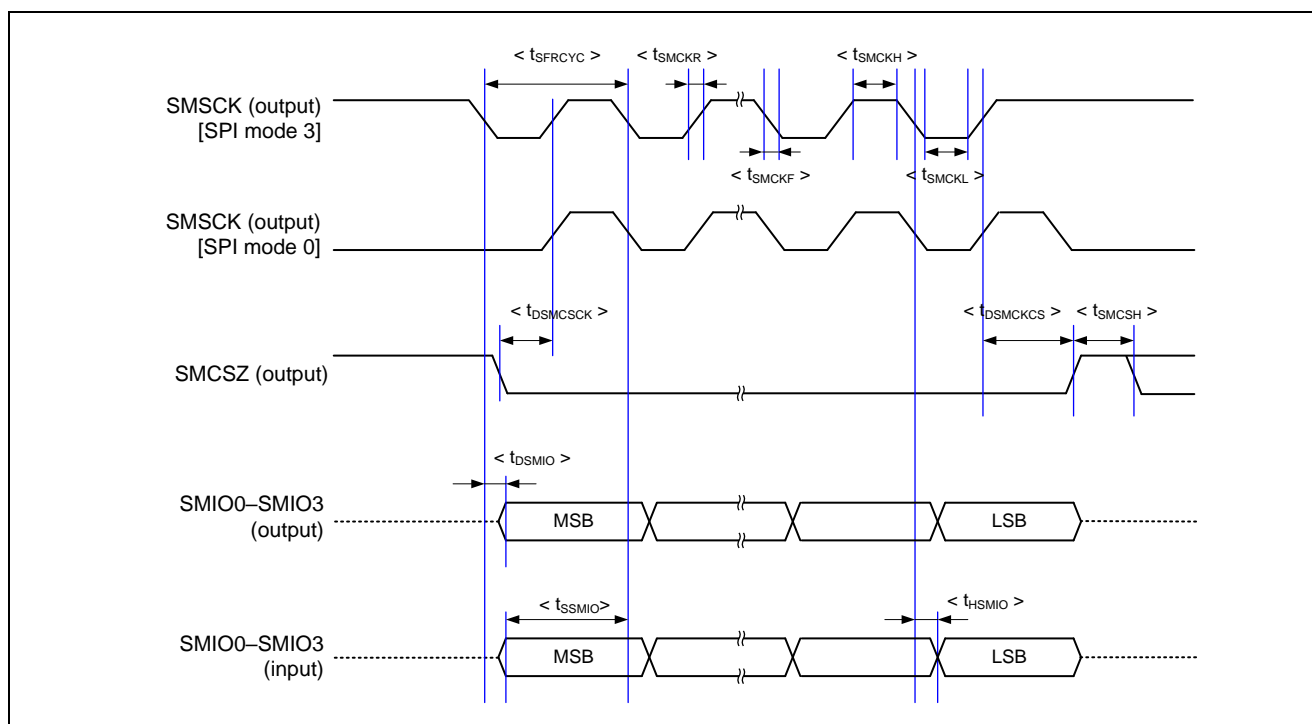 < tSFRCYC >
< tSMCKR >
< tSMCKH >
SMSCK (output)
[SPI mode 3]
< tSMCKF >
< tSMCKL >
SMSCK (output)
[SPI mode 0]
< tDSMCSCK >
< tDSMCKCS >
< tSMCSH >
SMCSZ (output)
< tDSMIO >
SMIO0–SMIO3
(output)
MSB
LSB
< tSSMIO>
< tHSMIO >
SMIO0–SMIO3
(input)
MSB
LSB